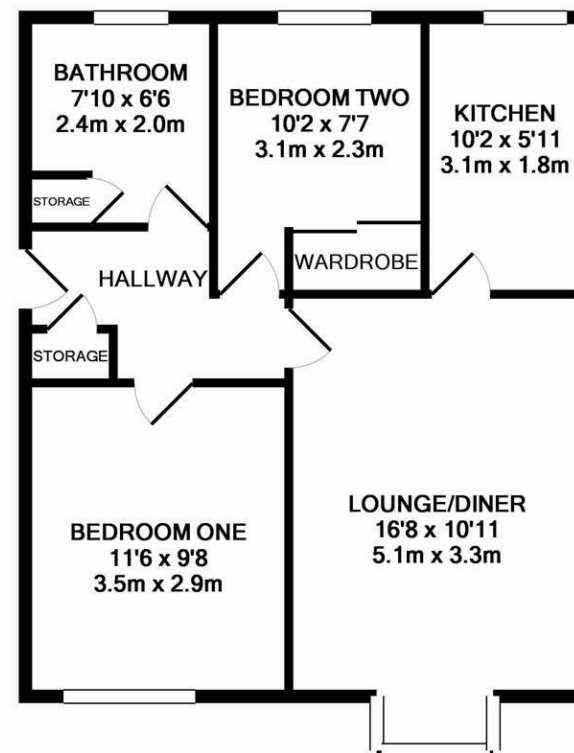 BATHROOM
7'10 x 6'6
2.4m x 2.0m
BEDROOM TWO
10'2 x 7'7
3.1m x 2.3m
KITCHEN
10'2 x 5'11
3.1m x 1.8m
STORAGE
HALLWAY
WARDROBE
STORAGE
BEDROOM ONE
11'6 x 9'8
3.5m x 2.9m
LOUNGE/DINER
16'8 x 10'11
5.1m x 3.3m